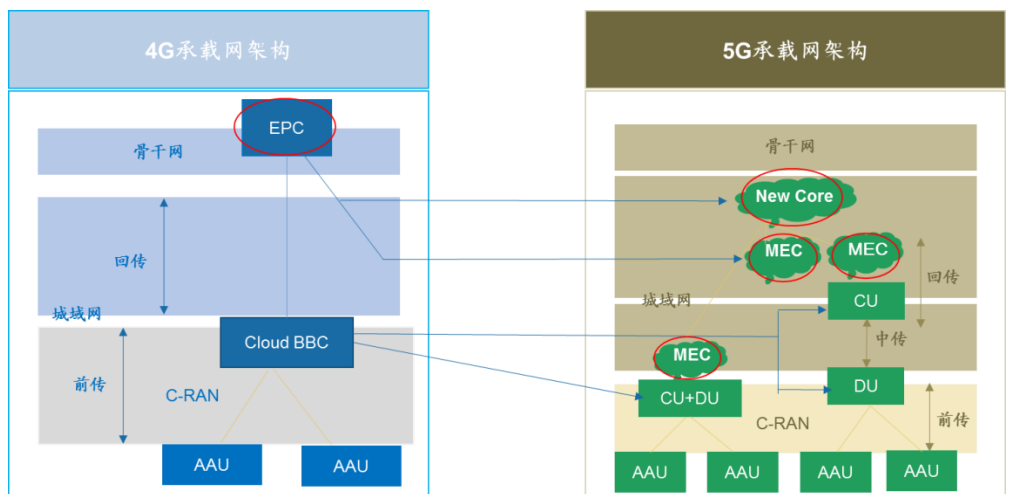 4G承载网架构
EPC
骨干网
回传
城域网
Cloud BBC
前传
C-RAN
AAU
AAU
5G承载网架构
骨干网
New Core
MEC
MEC
回传
城域网
CU
中传
MEC
CU+DU
DU
C-RAN
前传
AAU
AAU
AAU
AAU